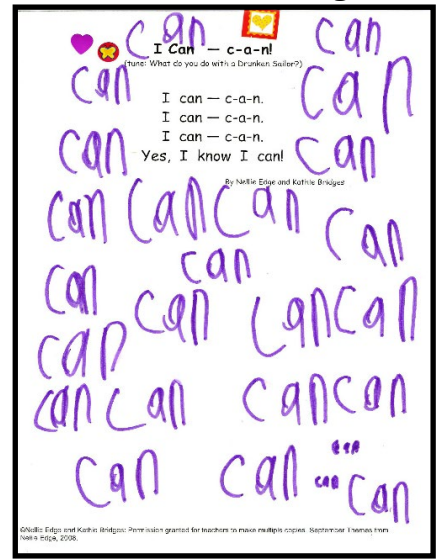 can can
I Can — c-a-n!
(tune: What do you do with a Drunken Sailor?)
can can
I can — c-a-n.
I can — c-a-n.
I can — c-a-n.
can can
Yes, I know I can!
By Nellie Edge and Kathie Bridges
can can can can
can
can can can can
can
can can can can
can
can can can
can can
©Nellie Edge and Kathie Bridges: Permission granted for teachers to make multiple copies. September Themes from
Nellie Edge, 2008.